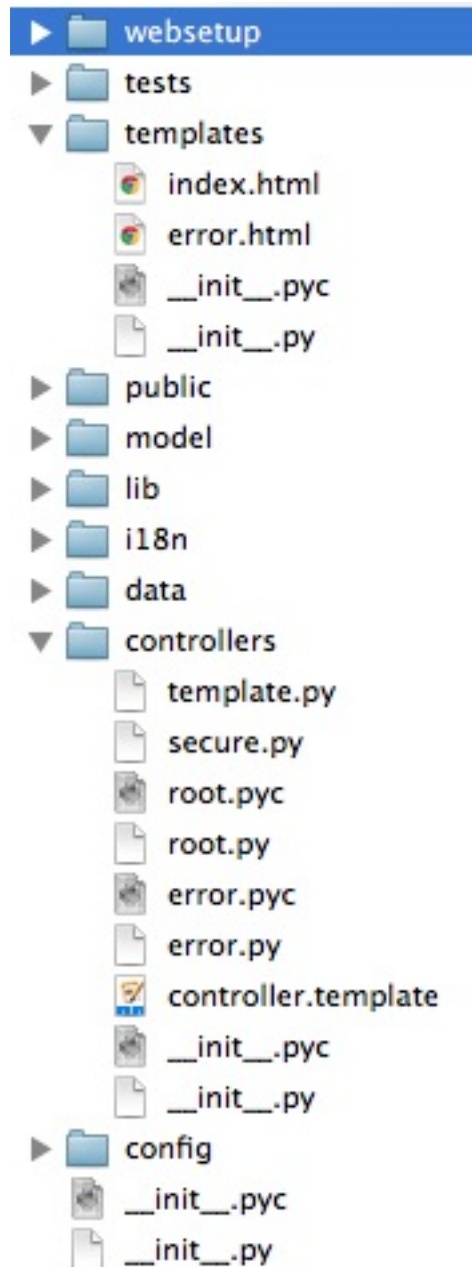 websetup
tests
templates
index.html
error.html
__init__.pyc
__init__.py
public
model
lib
i18n
data
controllers
template.py
secure.py
root.pyc
root.py
error.pyc
error.py
controller.template
__init__.pyc
__init__.py
config
__init__.pyc
__init__.py